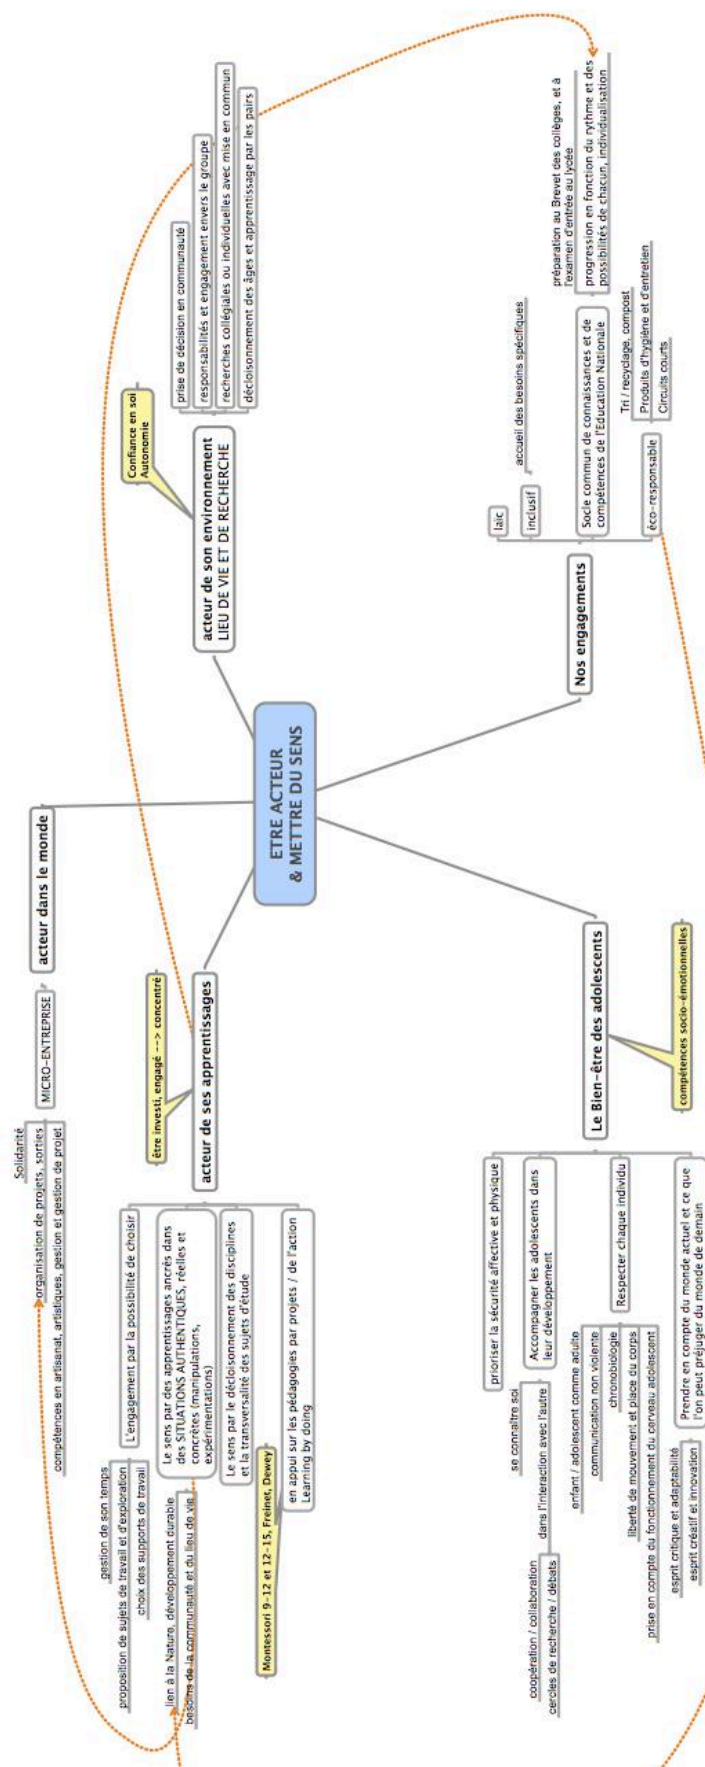 ETRE ACTEUR
& METTRE DU SENS
acteur dans le monde
MICRO-ENTREPRISE
Solidarité
organisation de projets, sorties
compétences en artisanat, artistiques, gestion et gestion de projet
être investi, engagé --> concentré
acteur de ses apprentissages
L'engagement par la possibilité de choisir
gestion de son temps
proposition de sujets de travail et d'exploration
choix des supports de travail
Le sens par des apprentissages ancrés dans
des SITUATIONS AUTHENTIQUES, réelles et
concrètes (manipulations,
expérimentations)
lien à la Nature, développement durable
besoins de la communauté et du lieu de vie
Le sens par le décloisonnement des disciplines
et la transversalité des sujets d'étude
en appui sur les pédagogies par projets / de l'action
Learning by doing
Montessori 9-12 et 12-15, Freinet, Dewey
Confiance en soi
Autonomie
acteur de son environnement
LIEU DE VIE ET DE RECHERCHE
prise de décision en communauté
responsabilités et engagement envers le groupe
recherches collégiales ou individuelles avec mise en commun
décloisonnement des âges et apprentissage par les pairs
Le Bien-être des adolescents
compétences socio-émotionnelles
prioriser la sécurité affective et physique
Accompagner les adolescents dans
leur développement
se connaître soi
dans l'interaction avec l'autre
coopération / collaboration
cercles de recherche / débats
Respecter chaque individu
enfant / adolescent comme adulte
communication non violente
chronobiologie
liberté de mouvement et place du corps
prise en compte du fonctionnement du cerveau adolescent
Prendre en compte du monde actuel et ce que
l'on peut préjuger du monde de demain
esprit critique et adaptabilité
esprit créatif et innovation
Nos engagements
laïc
inclusif
accueil des besoins spécifiques
Socle commun de connaissances et de
compétences de l'Education Nationale
préparation au Brevet des collèges, et à
l'examen d'entrée au lycée
progression en fonction du rythme et des
possibilités de chacun, individualisation
éco-responsable
Tri / recyclage, compost
Produits d'hygiène et d'entretien
Circuits courts